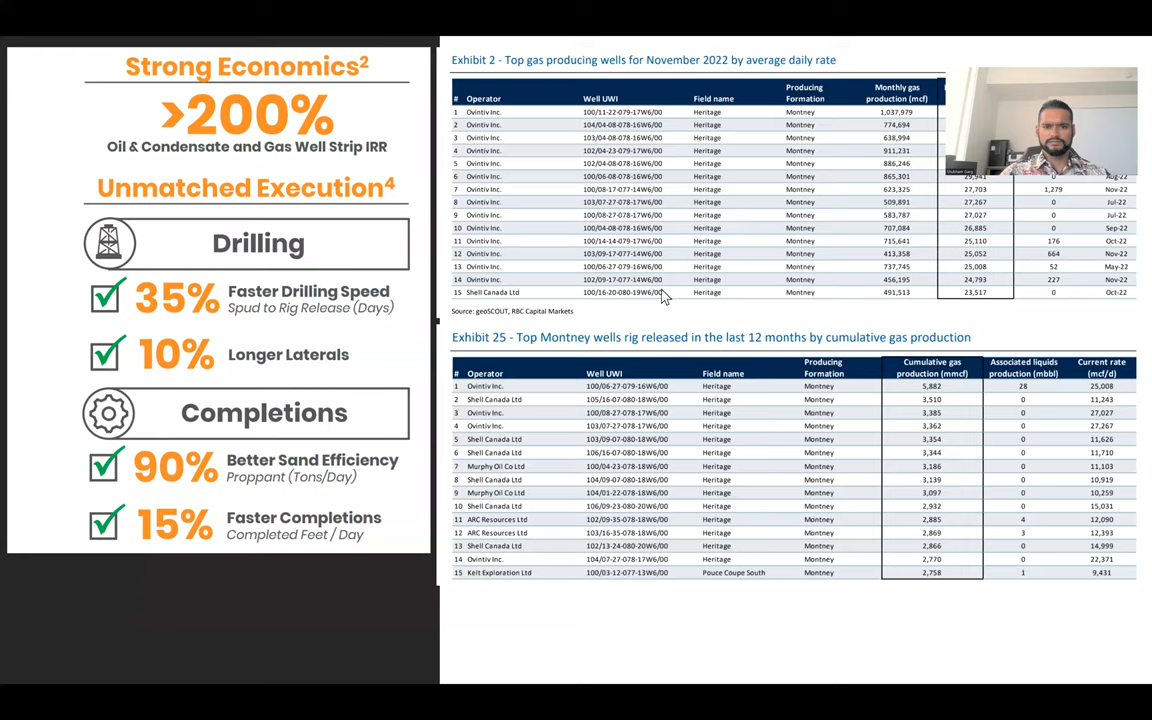 Strong Economics²
>200%
Oil & Condensate and Gas Well Strip IRR
Unmatched Execution⁴
Drilling
35% Faster Drilling Speed
Spud to Rig Release (Days)
10% Longer Laterals
Completions
90% Better Sand Efficiency
Proppant (Tons/Day)
15% Faster Completions
Completed Feet / Day
Exhibit 2 - Top gas producing wells for November 2022 by average daily rate
# Operator Well UWI Field name Producing Formation Monthly gas production (mcf)
1 Ovintiv Inc. 100/11-22-079-17W6/00 Heritage Montney 1,037,979
2 Ovintiv Inc. 104/04-08-078-16W6/00 Heritage Montney 774,694
3 Ovintiv Inc. 103/04-08-078-16W6/00 Heritage Montney 638,994
4 Ovintiv Inc. 102/04-23-079-17W6/00 Heritage Montney 911,231
5 Ovintiv Inc. 102/04-08-078-16W6/00 Heritage Montney 886,246
6 Ovintiv Inc. 100/06-08-078-16W6/00 Heritage Montney 865,301 29,941 0 Aug-22
7 Ovintiv Inc. 100/08-17-077-14W6/00 Heritage Montney 623,325 27,703 1,279 Nov-22
8 Ovintiv Inc. 103/07-27-078-17W6/00 Heritage Montney 509,891 27,267 0 Jul-22
9 Ovintiv Inc. 100/08-27-078-17W6/00 Heritage Montney 583,787 27,027 0 Jul-22
10 Ovintiv Inc. 100/04-08-078-16W6/00 Heritage Montney 707,084 26,885 0 Sep-22
11 Ovintiv Inc. 100/14-14-079-17W6/00 Heritage Montney 715,641 25,110 176 Oct-22
12 Ovintiv Inc. 103/09-17-077-14W6/00 Heritage Montney 413,358 25,052 664 Nov-22
13 Ovintiv Inc. 100/06-27-079-16W6/00 Heritage Montney 737,745 25,008 52 May-22
14 Ovintiv Inc. 102/09-17-077-14W6/00 Heritage Montney 456,195 24,793 227 Nov-22
15 Shell Canada Ltd 100/16-20-080-19W6/00 Heritage Montney 491,513 23,517 0 Oct-22
Source: geoSCOUT, RBC Capital Markets
Shubham Garg
Exhibit 25 - Top Montney wells rig released in the last 12 months by cumulative gas production
# Operator Well UWI Field name Producing Formation Cumulative gas production (mmcf) Associated liquids production (mbbl) Current rate (mcf/d)
1 Ovintiv Inc. 100/06-27-079-16W6/00 Heritage Montney 5,882 28 25,008
2 Shell Canada Ltd 105/16-07-080-18W6/00 Heritage Montney 3,510 0 11,243
3 Ovintiv Inc. 100/08-27-078-17W6/00 Heritage Montney 3,385 0 27,027
4 Ovintiv Inc. 103/07-27-078-17W6/00 Heritage Montney 3,362 0 27,267
5 Shell Canada Ltd 103/09-07-080-18W6/00 Heritage Montney 3,354 0 11,626
6 Shell Canada Ltd 106/16-07-080-18W6/00 Heritage Montney 3,344 0 11,710
7 Murphy Oil Co Ltd 100/04-23-078-18W6/00 Heritage Montney 3,186 0 11,103
8 Shell Canada Ltd 104/09-07-080-18W6/00 Heritage Montney 3,139 0 10,919
9 Murphy Oil Co Ltd 104/01-22-078-18W6/00 Heritage Montney 3,097 0 10,259
10 Shell Canada Ltd 106/09-23-080-20W6/00 Heritage Montney 2,932 0 15,031
11 ARC Resources Ltd 102/09-35-078-18W6/00 Heritage Montney 2,885 4 12,090
12 ARC Resources Ltd 103/16-35-078-18W6/00 Heritage Montney 2,869 3 12,393
13 Shell Canada Ltd 102/13-24-080-20W6/00 Heritage Montney 2,866 0 14,999
14 Ovintiv Inc. 104/07-27-078-17W6/00 Heritage Montney 2,770 0 22,371
15 Kelt Exploration Ltd 100/03-12-077-13W6/00 Pouce Coupe South Montney 2,758 1 9,431